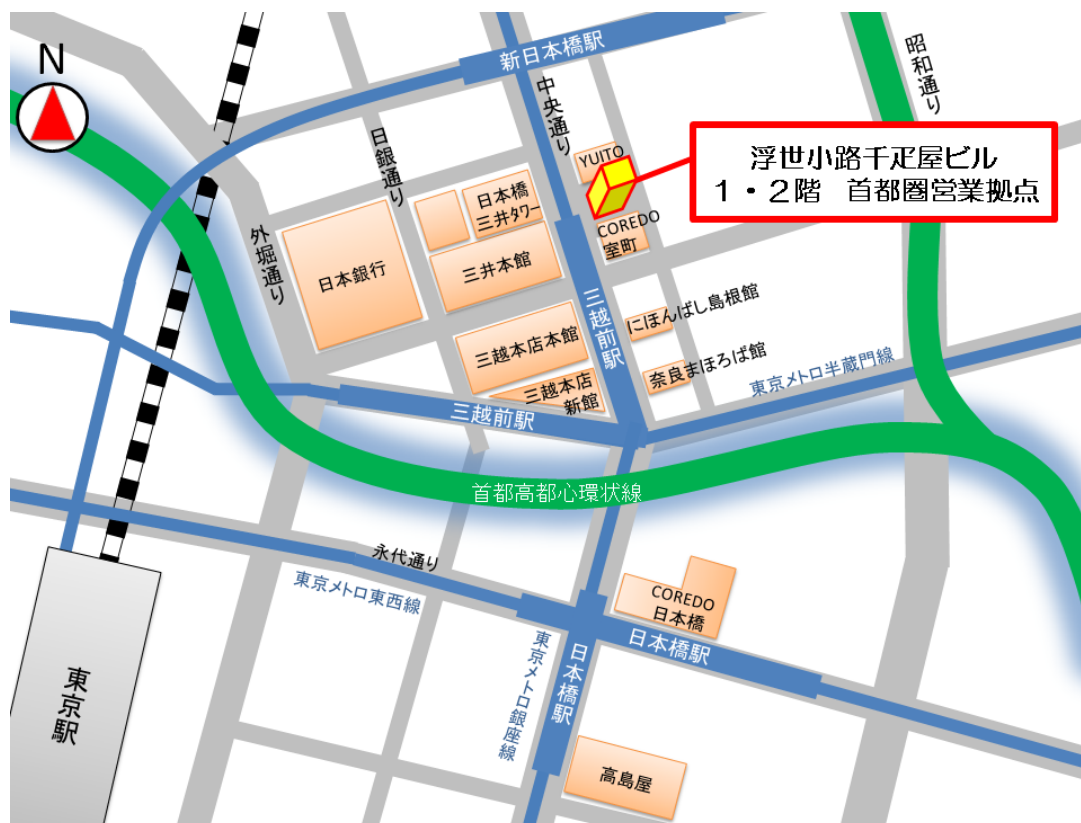 N
新日本橋駅
中央通り
昭和通り
日銀通り
YUITO
浮世小路千疋屋ビル
1・2階 首都圏営業拠点
日本橋
三井タワー
COREDO
室町
外堀通り
日本銀行
三井本館
三越前駅
にほんばし島根館
三越本店本館
奈良まほろば館
東京メトロ半蔵門線
三越本店
新館
三越前駅
首都高都心環状線
永代通り
東京メトロ東西線
COREDO
日本橋
日本橋駅
東京メトロ銀座線
日本橋駅
東京駅
高島屋